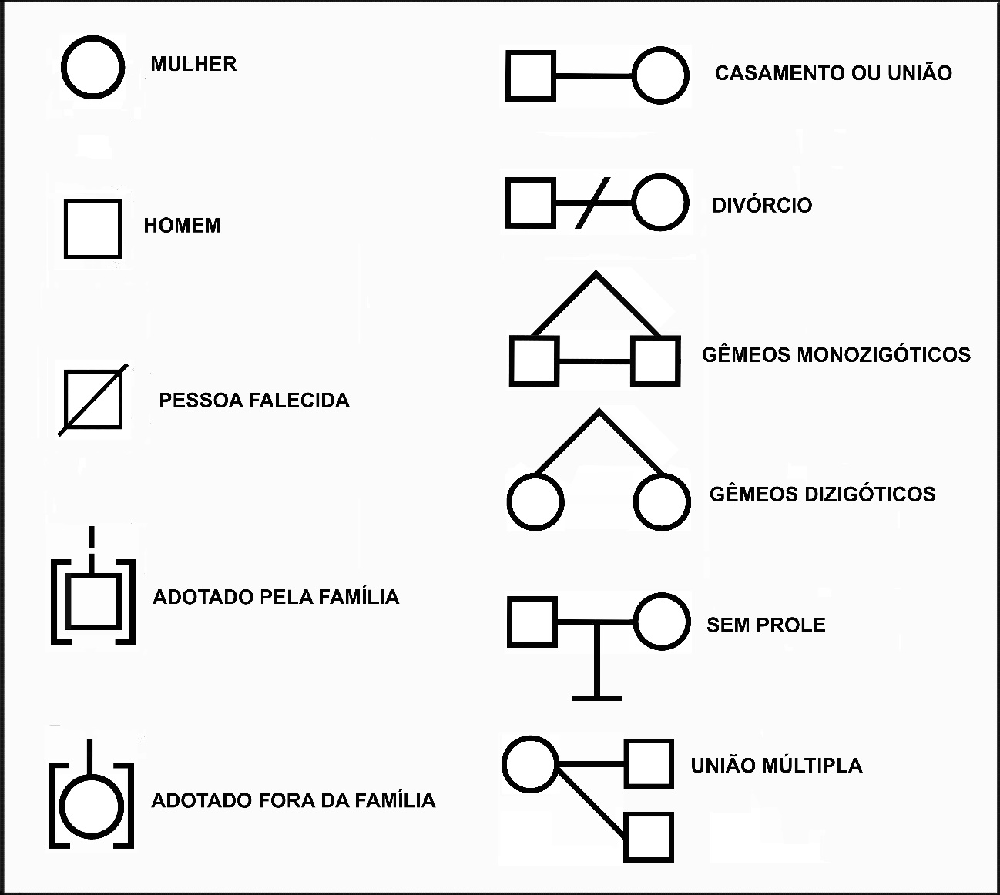 MULHER
HOMEM
PESSOA FALECIDA
ADOTADO PELA FAMÍLIA
ADOTADO FORA DA FAMÍLIA
CASAMENTO OU UNIÃO
DIVÓRCIO
GÊMEOS MONOZIGÓTICOS
GÊMEOS DIZIGÓTICOS
SEM PROLE
UNIÃO MÚLTIPLA